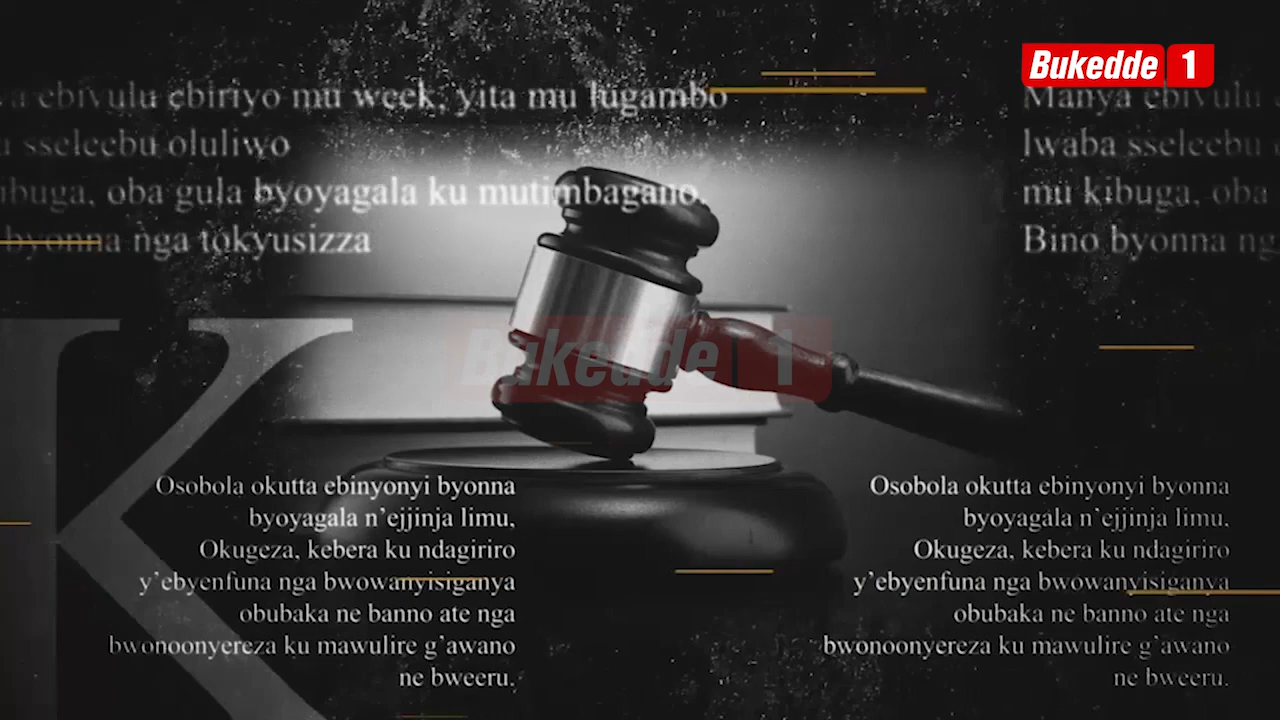 Bukedde 1
ebivulu ebiriyo mu week, yita mu lugambo
sseleebu oluliwo
kibuga, oba gula byoyagala ku mutimbagano,
byonna nga tokyusizza
Manya ebivulu
lwaba sseleebu
mu kibuga, oba
Bino byonna
Bukedde 1
K
Osobola okutta ebinyonyi byonna
byoyagala n’ejjinja limu,
Okugeza, kebera ku ndagiriro
y’ebyenfuna nga bwowanyisiganya
obubaka ne banno ate nga
bwonoonyereza ku mawulire g’awano
ne bweeru.
Osobola okutta ebinyonyi byonna
byoyagala n’ejjinja limu,
Okugeza, kebera ku ndagiriro
y’ebyenfuna nga bwowanyisiganya
obubaka ne banno ate nga
bwonoonyereza ku mawulire g’awano
ne bweeru.